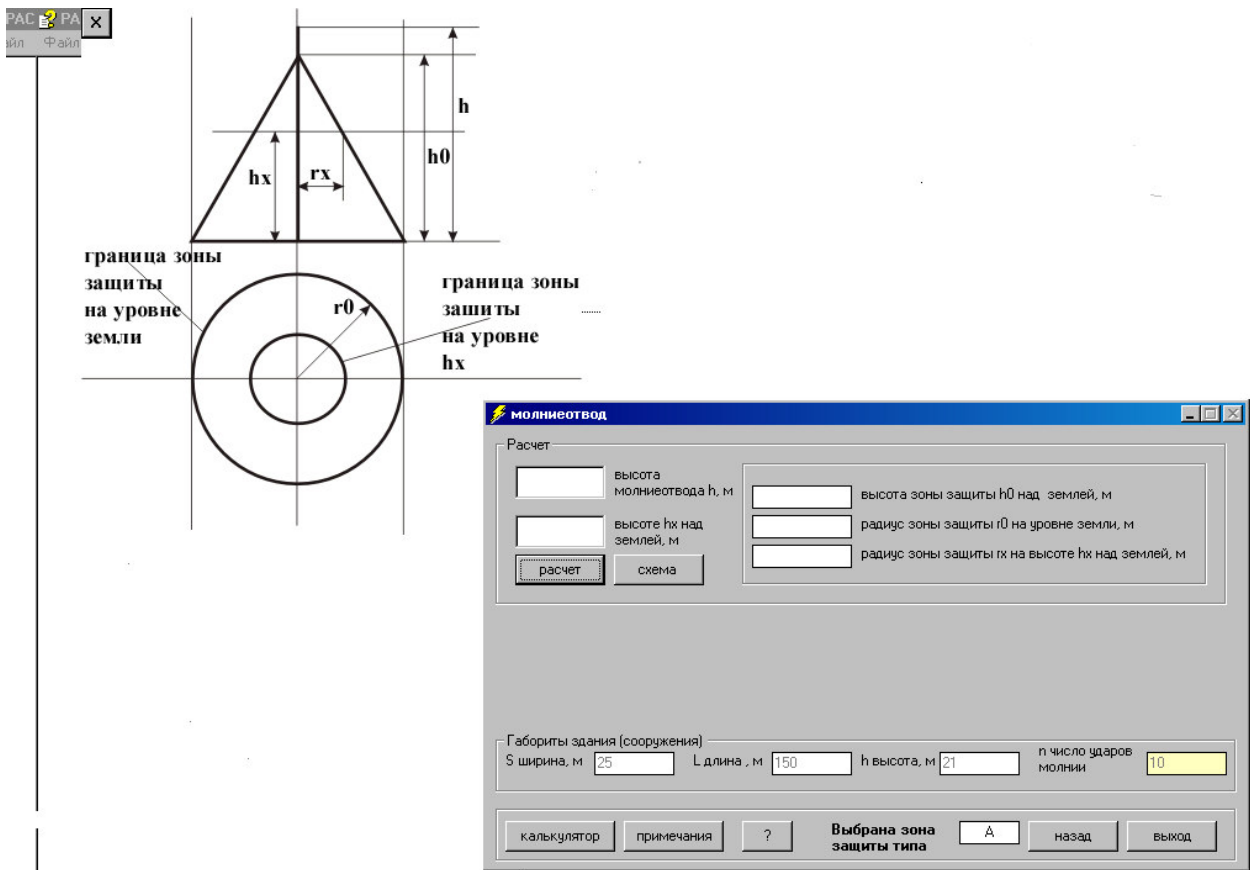 РАС РА
айл Файл
h
h0
hx
rx
граница зоны
защиты
на уровне
земли
r0
граница зоны
зашиты
на уровне
hx
молниеотвод
Расчет
высота
молниеотвода h, м
высоте hx над
землей, м
расчет схема
высота зоны защиты h0 над землей, м
радиус зоны защиты r0 на уровне земли, м
радиус зоны защиты rx на высоте hx над землей, м
Габориты здания (сооружения)
S ширина, м 25 L длина , м 150 h высота, м 21 n число ударов
молнии 10
калькулятор примечания ? Выбрана зона
защиты типа А назад выход